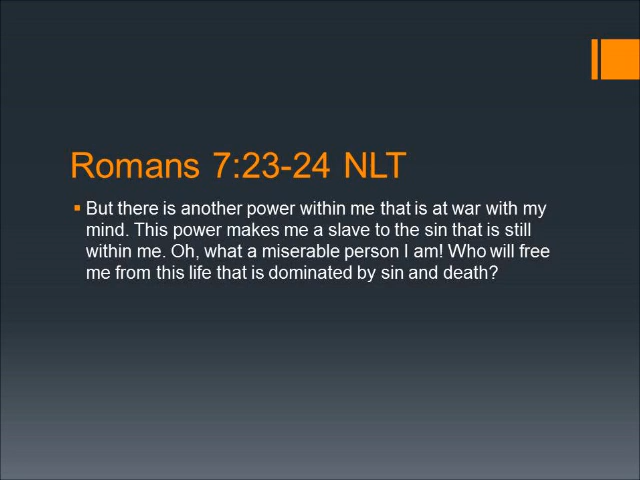 Romans 7:23-24 NLT
But there is another power within me that is at war with my
mind. This power makes me a slave to the sin that is still
within me. Oh, what a miserable person I am! Who will free
me from this life that is dominated by sin and death?